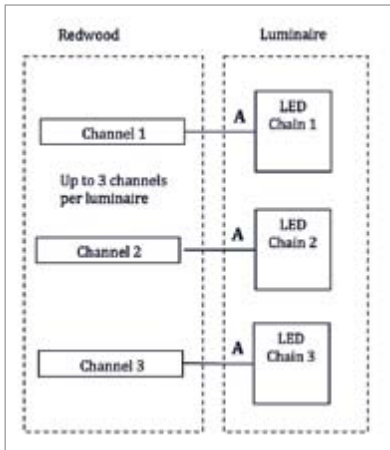 Redwood
Luminaire
A
LED
Chain 1
Channel 1
Up to 3 channels
per luminaire
A
LED
Chain 2
Channel 2
A
LED
Chain 3
Channel 3